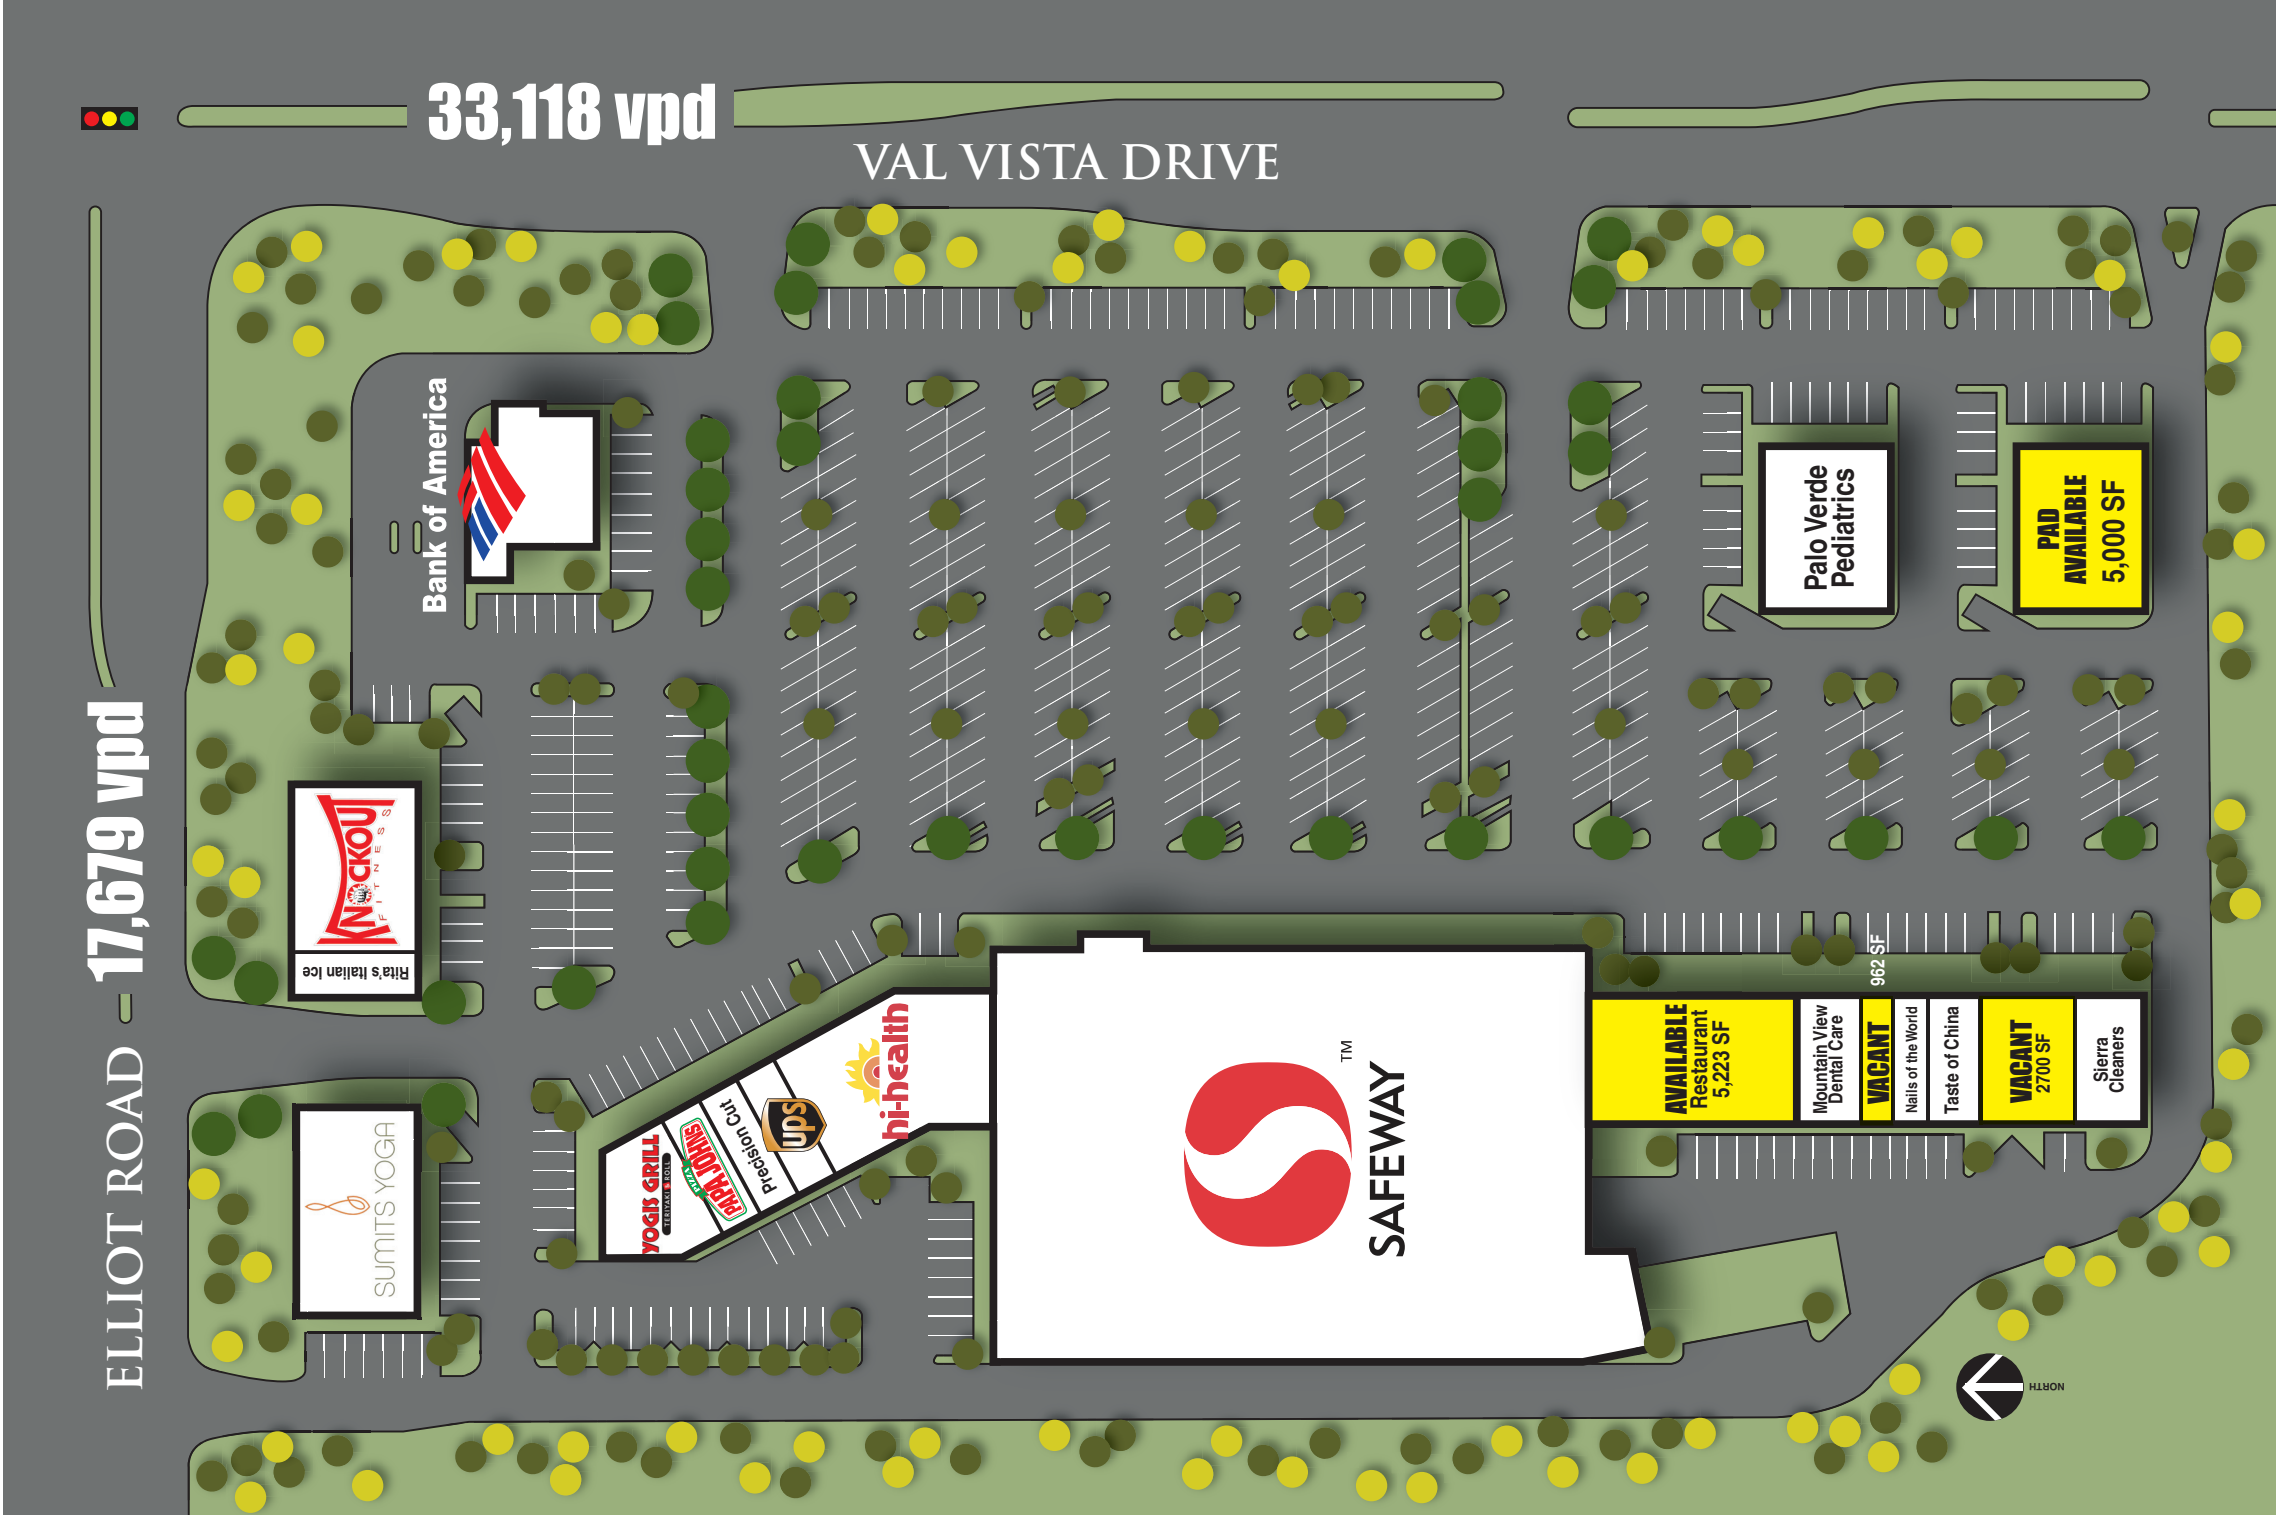 33,118 vpd
VAL VISTA DRIVE
17,679 vpd
ELLIOT ROAD
Bank of America
KNOCKOUT
FITNESS
Rita's Italian Ice
SUMITS YOGA
YOGIS GRILL
TERIYAKI & ROLL
PIZZA
PAPA JOHNS
Precision Cut
ups
hi-health
SAFEWAY
TM
Palo Verde
Pediatrics
PAD
AVAILABLE
5,000 SF
AVAILABLE
Restaurant
5,223 SF
Mountain View
Dental Care
962 SF
VACANT
Nails of the World
Taste of China
VACANT
2700 SF
Sierra
Cleaners
NORTH